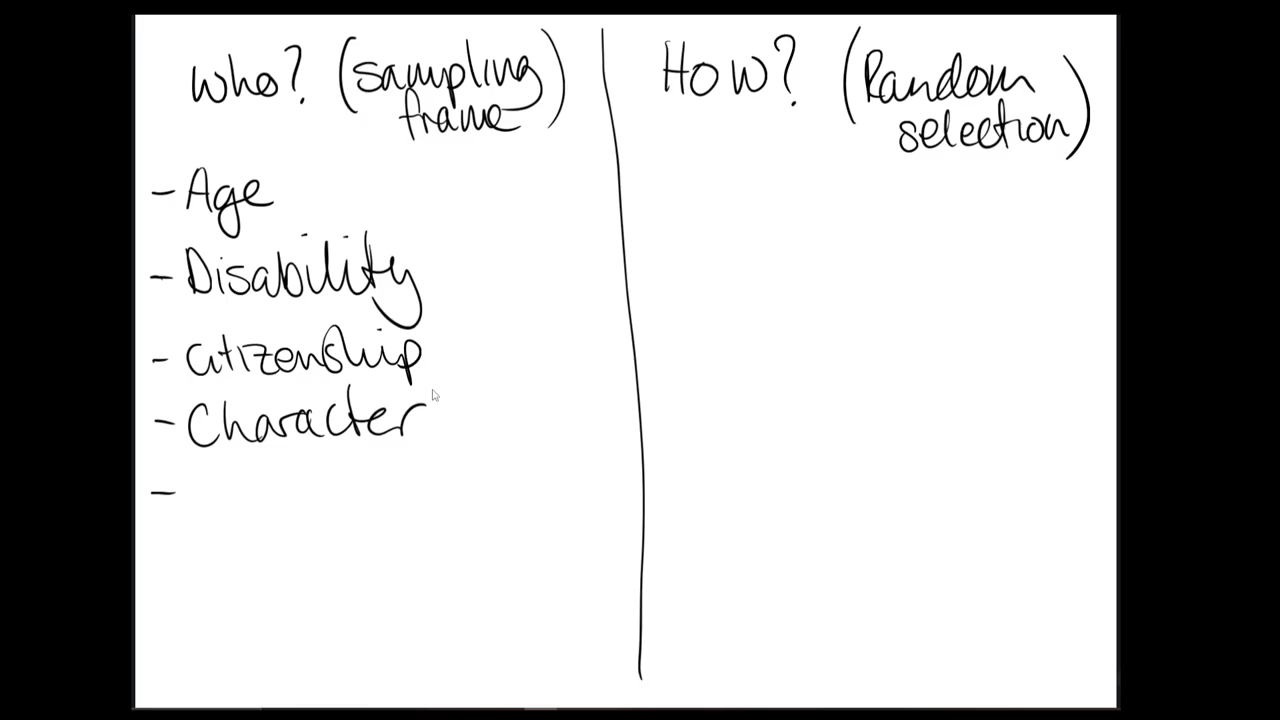 Who? (sampling
frame)
- Age
- Disability
- Citizenship
- Character
-
How? (Random
selection)